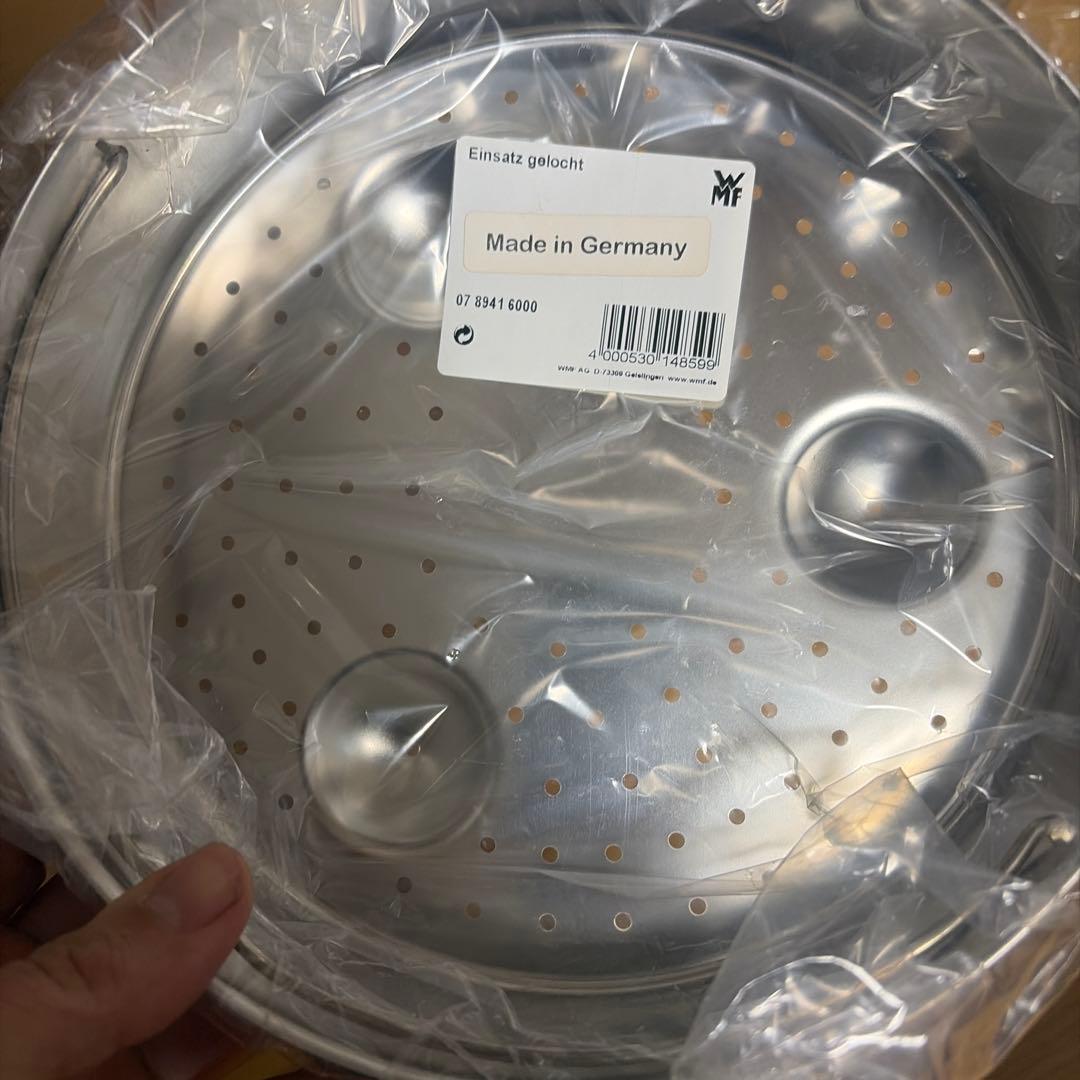 Einsatz gelocht
WMF
Made in Germany
07 8941 6000
4 000530 148599
WMF AG D-73309 Geislingen www.wmf.de